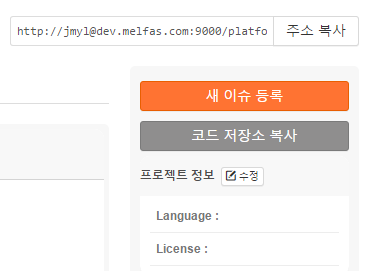 http://jmyl@dev.melfas.com:9000/platfo 주소 복사
새 이슈 등록
코드 저장소 복사
프로젝트 정보 수정
Language :
License :